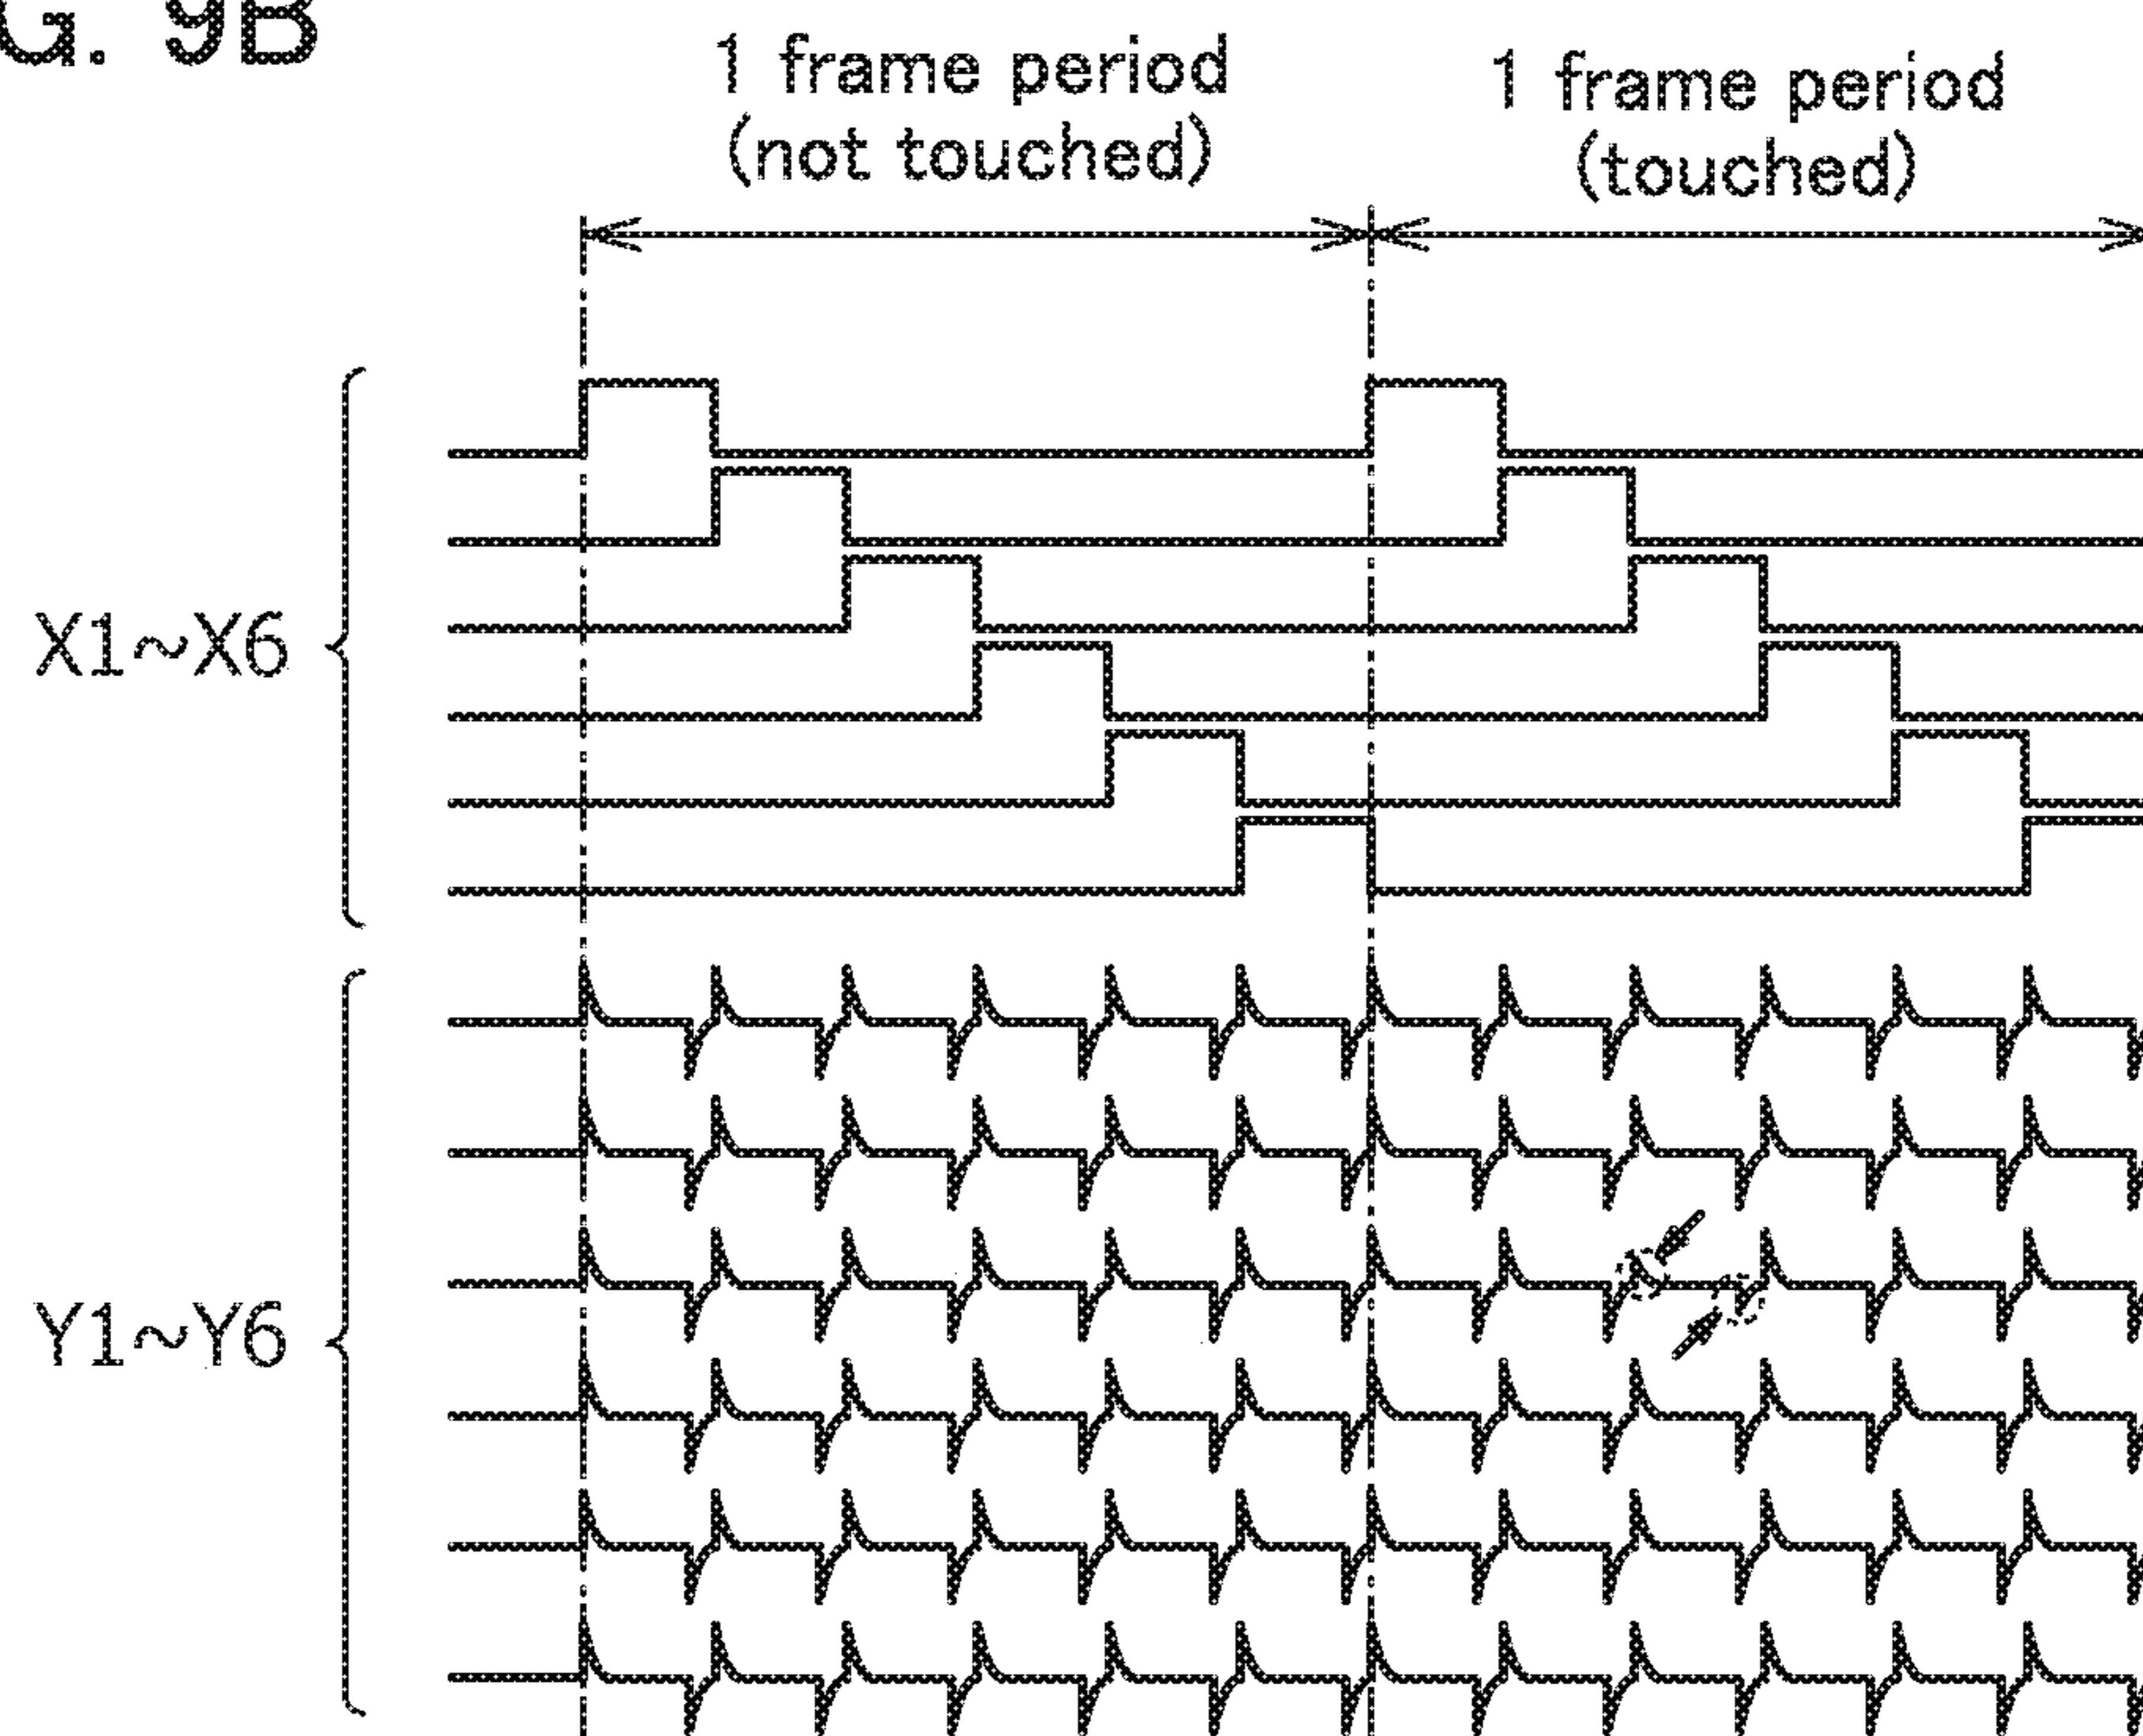 G. 9B
1 frame period
(not touched)
1 frame period
(touched)
X1~X6
Y1~Y6